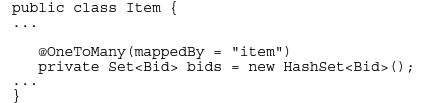 public class Item {
...
@OneToMany(mappedBy = "item")
private Set<Bid> bids = new HashSet<Bid>();
...
}